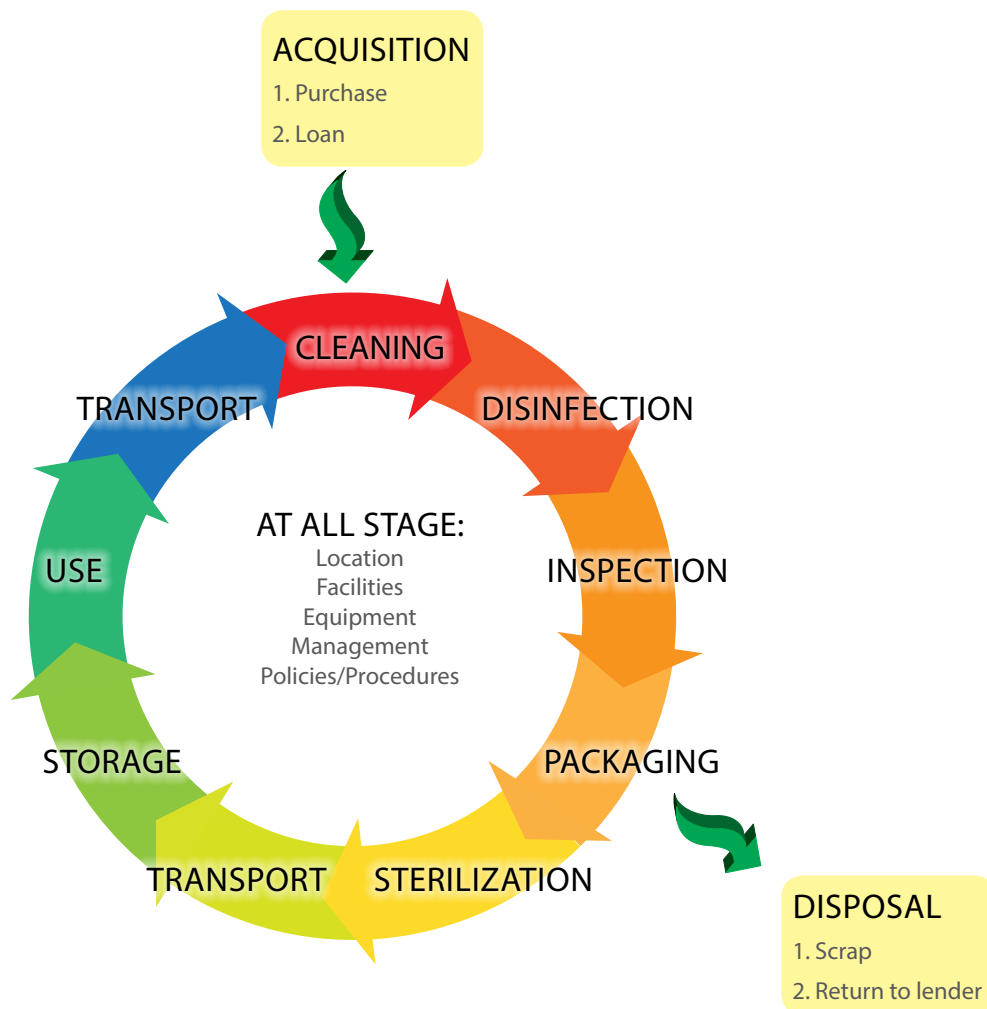 ACQUISITION
1. Purchase
2. Loan
CLEANING
TRANSPORT
DISINFECTION
AT ALL STAGE:
Location
Facilities
Equipment
Management
Policies/Procedures
USE
INSPECTION
STORAGE
PACKAGING
TRANSPORT
STERILIZATION
DISPOSAL
1. Scrap
2. Return to lender